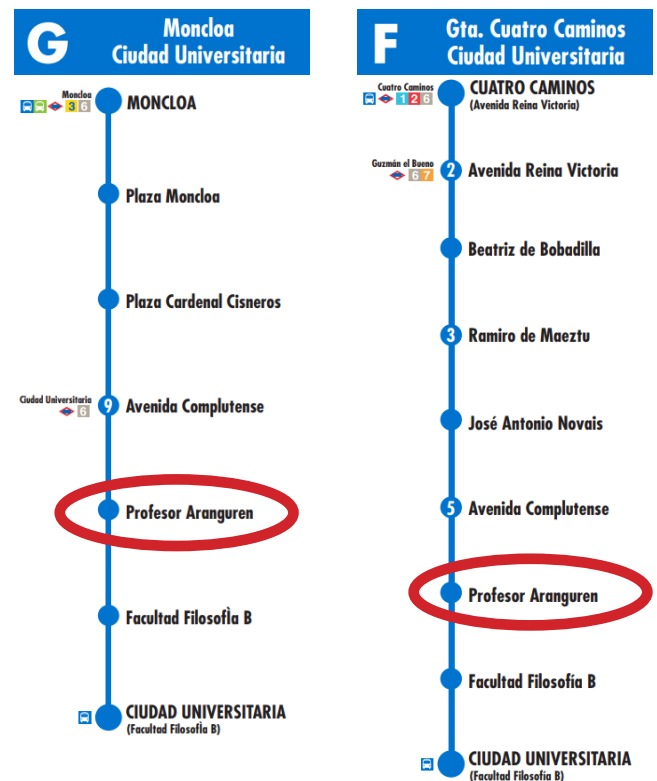 G
Moncloa
Ciudad Universitaria
Moncloa
3 6
MONCLOA
Plaza Moncloa
Plaza Cardenal Cisneros
Ciudad Universitaria
6
9
Avenida Complutense
Profesor Aranguren
Facultad FilosofÌa B
CIUDAD UNIVERSITARIA
(Facultad FilosofÌa B)
F
Gta. Cuatro Caminos
Ciudad Universitaria
Cuatro Caminos
1 2 6
CUATRO CAMINOS
(Avenida Reina Victoria)
Guzmán el Bueno
6 7
2
Avenida Reina Victoria
Beatriz de Bobadilla
3
Ramiro de Maeztu
José Antonio Novais
5
Avenida Complutense
Profesor Aranguren
Facultad Filosofía B
CIUDAD UNIVERSITARIA
(Facultad Filosofía B)